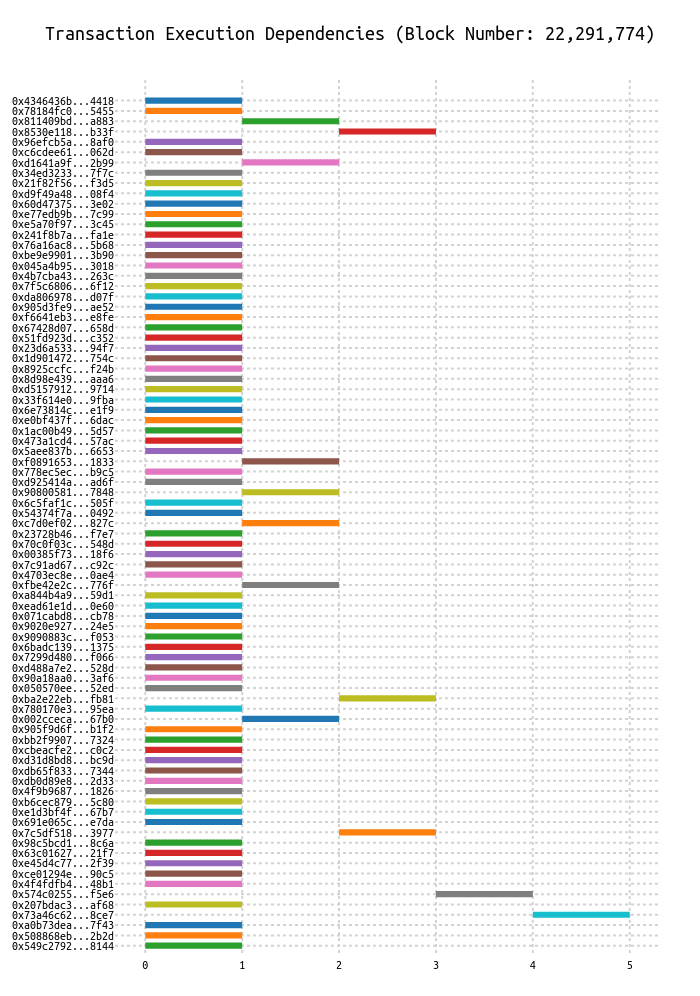 Transaction Execution Dependencies (Block Number: 22,291,774)
0x4346436b...4418
0x78184fc0...5455
0x811409bd...a883
0x8530e118...b33f
0x96efcb5a...8af0
0xc6cdee61...062d
0xd1641a9f...2b99
0x34ed3233...7f7c
0x21f82f56...f3d5
0xd9f49a48...08f4
0x60d47375...3e02
0xe77edb9b...7c99
0xe5a70f97...3c45
0x241f8b7a...fa1e
0x76a16ac8...5b68
0xbe9e9901...3b90
0x045a4b95...3018
0x4b7cba43...263c
0x7f5c6806...6f12
0xda806978...d07f
0x905d3fe9...ae52
0xf6641eb3...e8fe
0x67428d07...658d
0x51fd923d...c352
0x23d6a533...94f7
0x1d901472...754c
0x8925ccfc...f24b
0x8d98e439...aaa6
0xd5157912...9714
0x33f614e0...9fba
0x6e73814c...e1f9
0xe0bf437f...6dac
0x1ac00b49...5d57
0x473a1cd4...57ac
0x5aee837b...6653
0xf0891653...1833
0x778ec5ec...b9c5
0xd925414a...ad6f
0x90800581...7848
0x6c5faf1c...505f
0x54374f7a...0492
0xc7d0ef02...827c
0x23728b46...f7e7
0x70c0f03c...548d
0x00385f73...18f6
0x7c91ad67...c92c
0x4703ec8e...0ae4
0xfbe42e2c...776f
0xa844b4a9...59d1
0xead61e1d...0e60
0x071cabd8...cb78
0x9020e927...24e5
0x9090883c...f053
0x6badc139...1375
0x7299d480...f066
0xd488a7e2...528d
0x90a18aa0...3af6
0x050570ee...52ed
0xba2e22eb...fb81
0x780170e3...95ea
0x002cceca...67b0
0x905f9d6f...b1f2
0xbb2f9907...7324
0xcbeacfe2...c0c2
0xd31d8bd8...bc9d
0xdb65f833...7344
0xdb0d89e8...2d33
0x4f9b9687...1826
0xb6cec879...5c80
0xe1d3bf4f...67b7
0x691e065c...e7da
0x7c5df518...3977
0x98c5bcd1...8c6a
0x63c01627...21f7
0xe45d4c77...2f39
0xce01294e...90c5
0x4f4fdfb4...48b1
0x574c0255...f5e6
0x207bdac3...af68
0x73a46c62...8ce7
0xa0b73dea...7f43
0x508868eb...2b2d
0x549c2792...8144
0 1 2 3 4 5